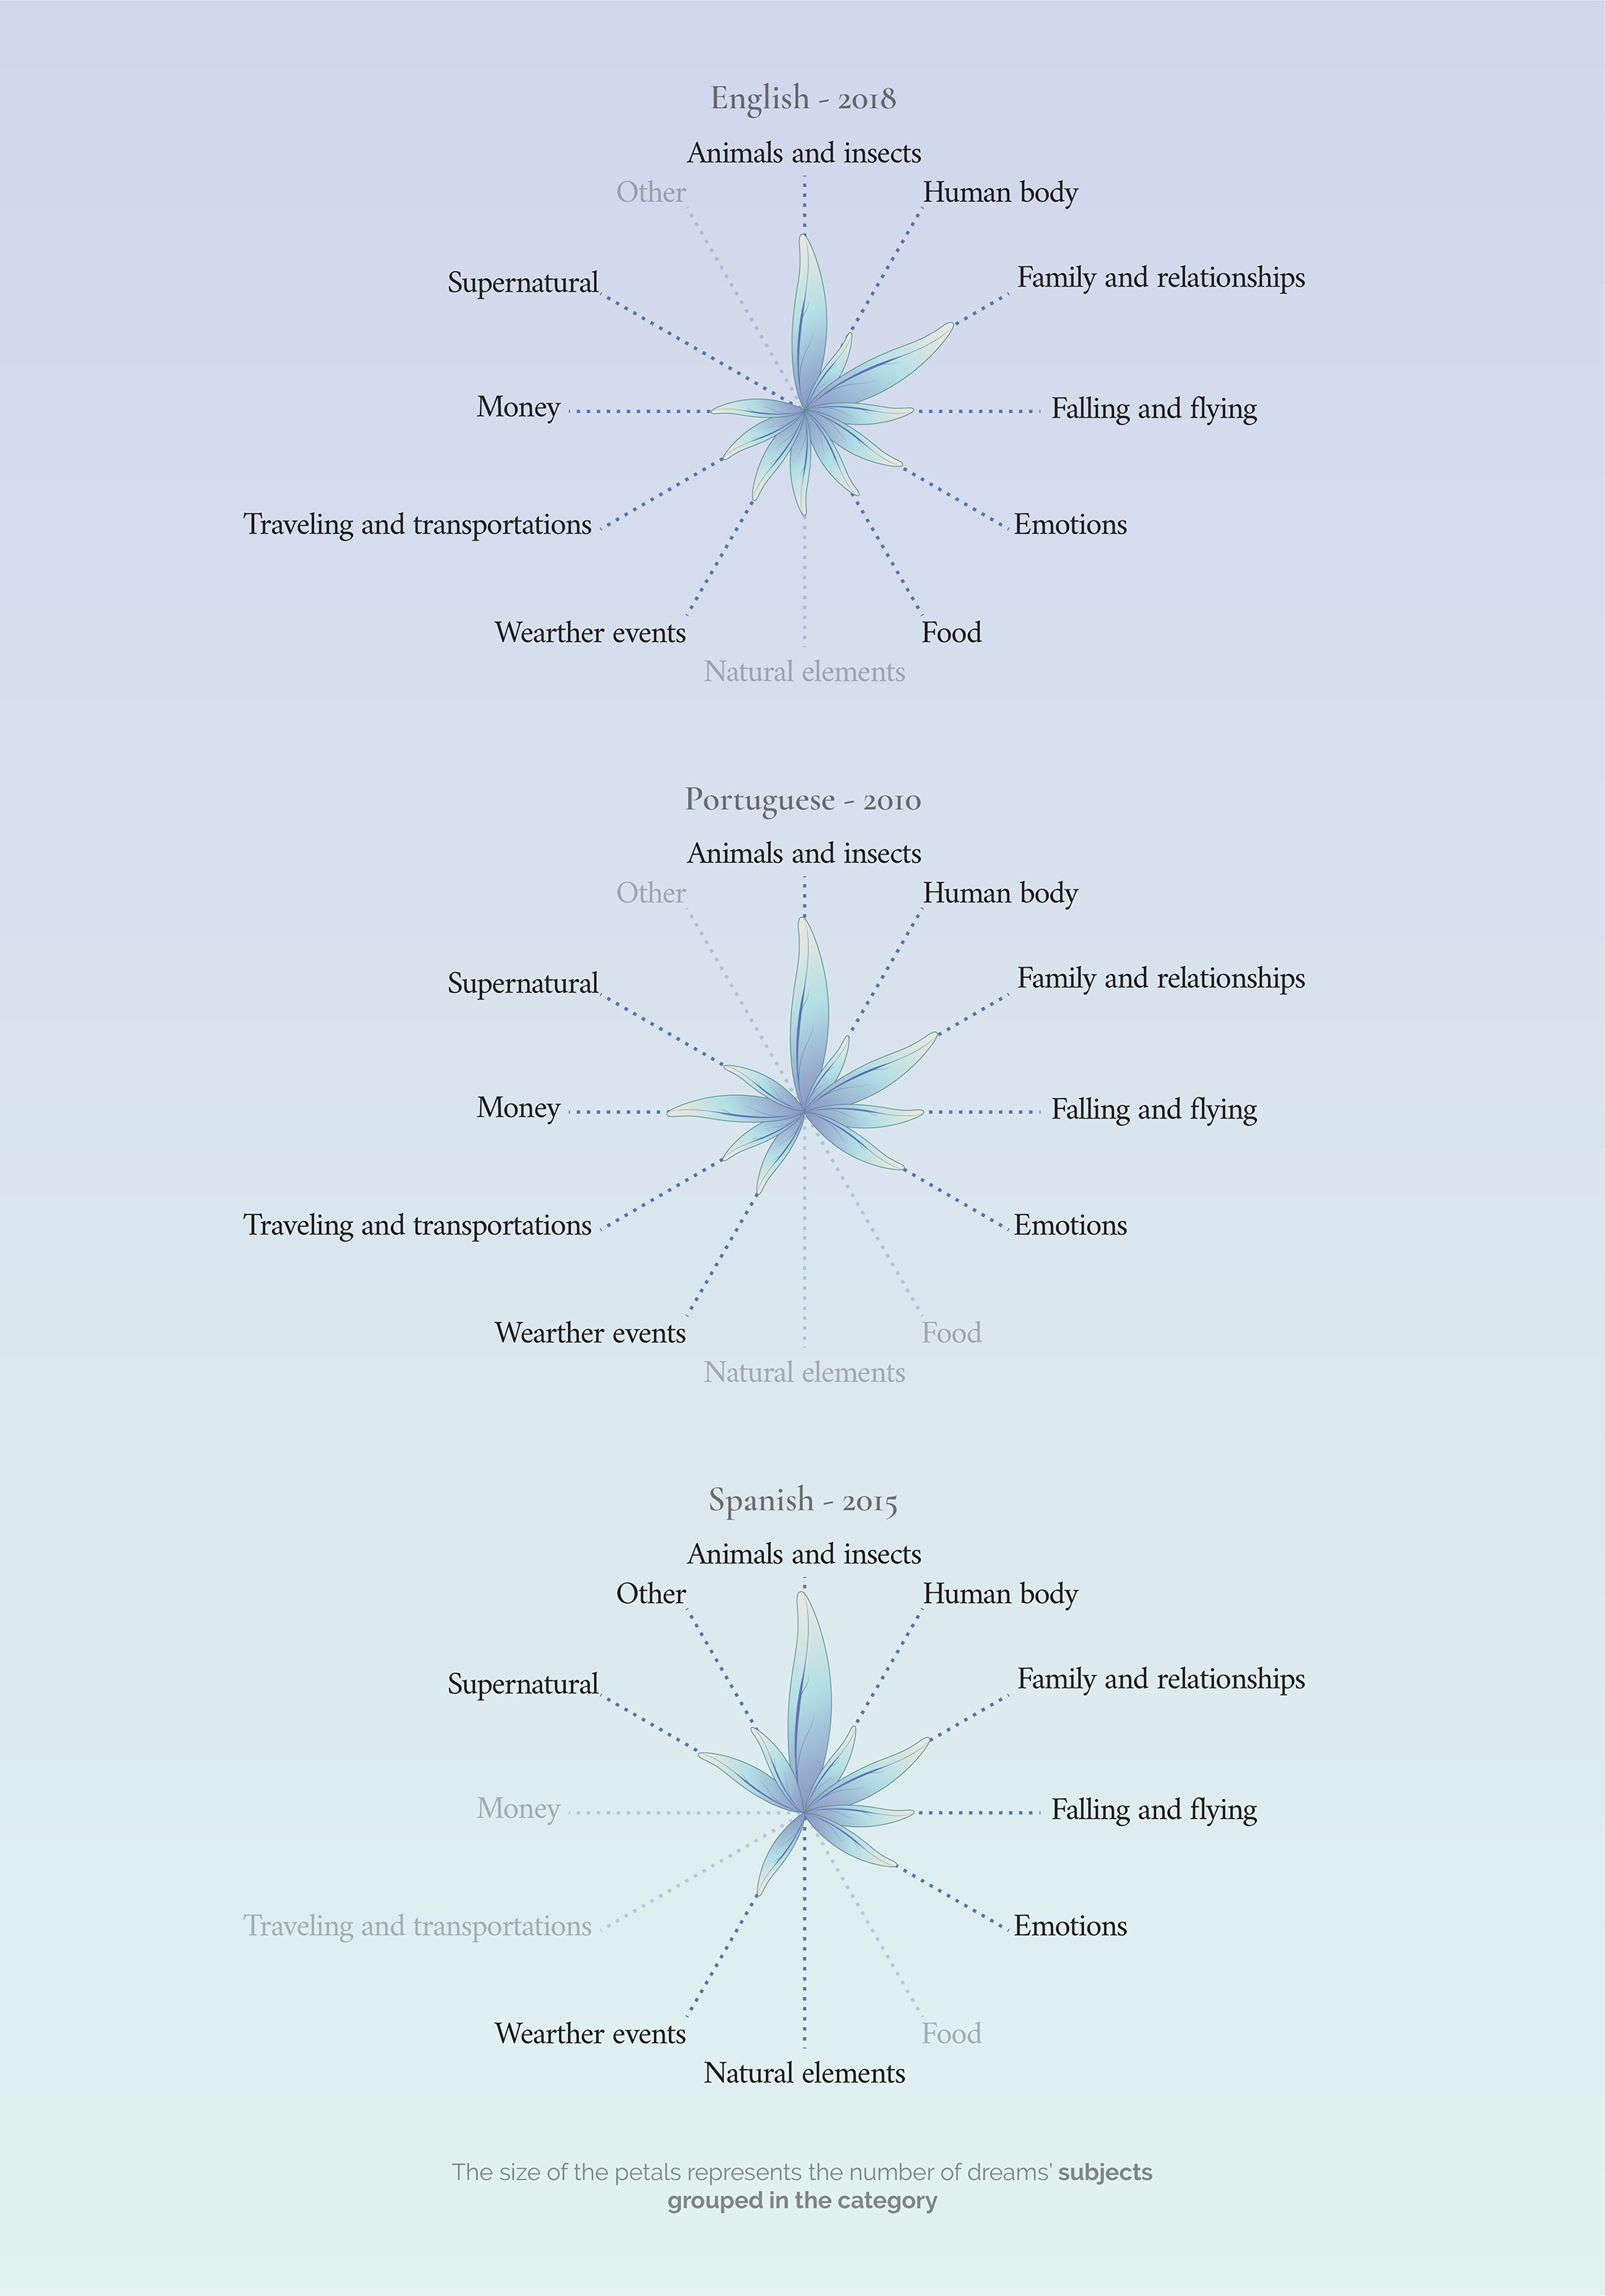 English - 2018
Animals and insects
Other
Human body
Supernatural
Family and relationships
Money
Falling and flying
Traveling and transportations
Emotions
Wearther events
Food
Natural elements
Portuguese - 2010
Animals and insects
Other
Human body
Supernatural
Family and relationships
Money
Falling and flying
Traveling and transportations
Emotions
Wearther events
Food
Natural elements
Spanish - 2015
Animals and insects
Other
Human body
Supernatural
Family and relationships
Money
Falling and flying
Traveling and transportations
Emotions
Wearther events
Food
Natural elements
The size of the petals represents the number of dreams' subjects
grouped in the category